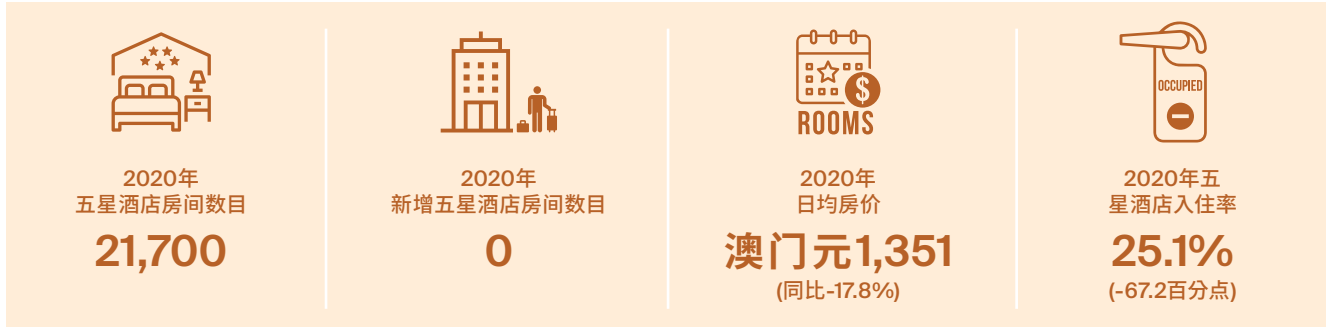 2020年
五星酒店房间数目
21,700
2020年
新增五星酒店房间数目
0
$
ROOMS
2020年
日均房价
澳门元1,351
(同比-17.8%)
OCCUPIED
2020年五
星酒店入住率
25.1%
(-67.2百分点)